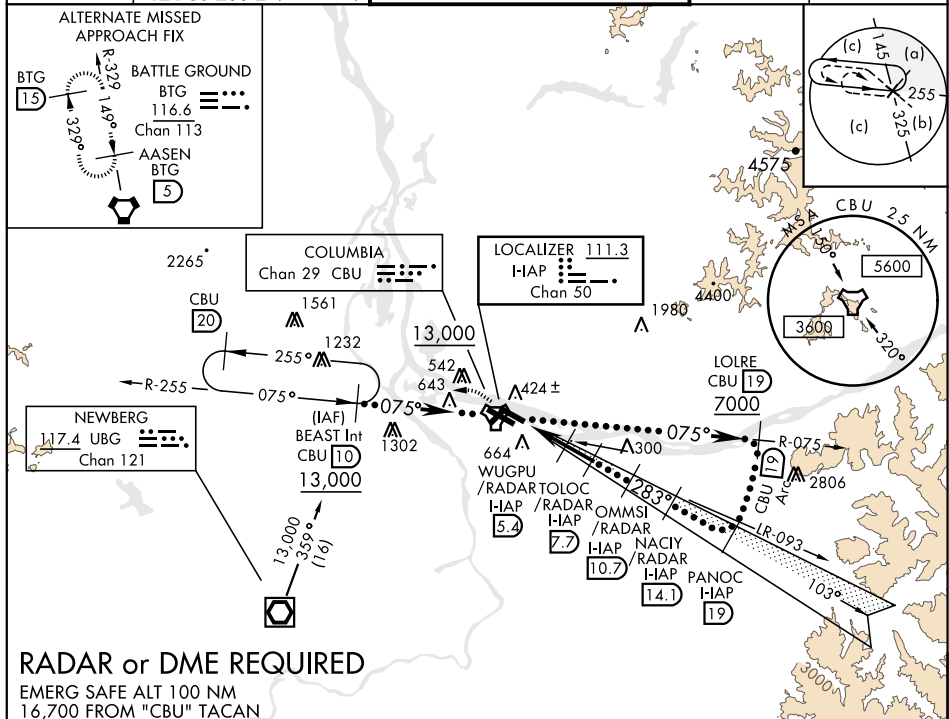 ALTERNATE MISSED
APPROACH FIX
BTG
15
R-329
329°
149°
BATTLE GROUND
BTG
116.6
Chan 113
AASEN
BTG
5
(c)
145
(a)
255
(c)
325
(b)
4575
MSA CBU 25 NM
150°
5600
3600
320°
COLUMBIA
Chan 29 CBU
LOCALIZER 111.3
I-IAP
Chan 50
2265
1561
CBU
20
1232
255°
R-255
075°
4400
1980
13,000
542
643
424 ±
075°
(IAF)
BEAST Int
CBU 10
13,000
1302
LOLRE
CBU 19
7000
075°
R-075
NEWBERG
117.4 UBG
Chan 121
664
300
WUGPU
/RADAR
I-IAP
5.4
TOLOC
/RADAR
I-IAP
7.7
OMMSI
/RADAR
I-IAP
10.7
NACIY
/RADAR
I-IAP
14.1
PANOC
I-IAP
19
283°
CBU 19 Arc
2806
LR-093
103°
13,000
359°
(16)
3000
RADAR or DME REQUIRED
EMERG SAFE ALT 100 NM
16,700 FROM "CBU" TACAN